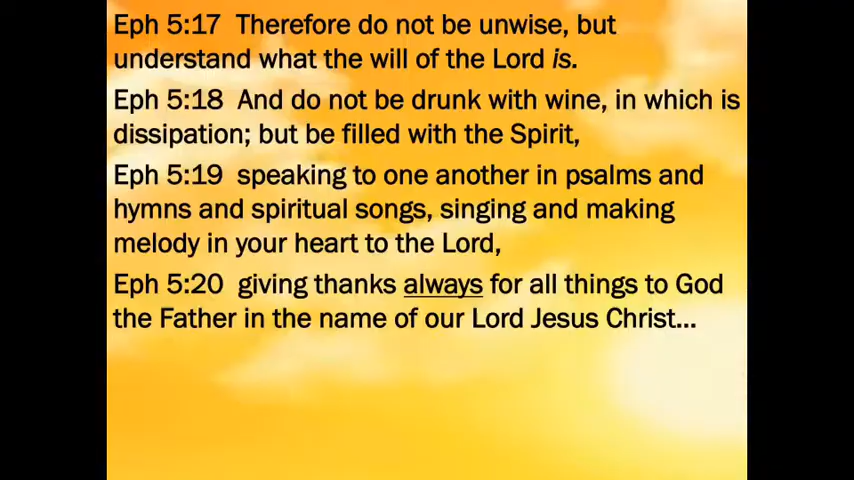 Eph 5:17  Therefore do not be unwise, but
understand what the will of the Lord is.
Eph 5:18  And do not be drunk with wine, in which is
dissipation; but be filled with the Spirit,
Eph 5:19  speaking to one another in psalms and
hymns and spiritual songs, singing and making
melody in your heart to the Lord,
Eph 5:20  giving thanks always for all things to God
the Father in the name of our Lord Jesus Christ...